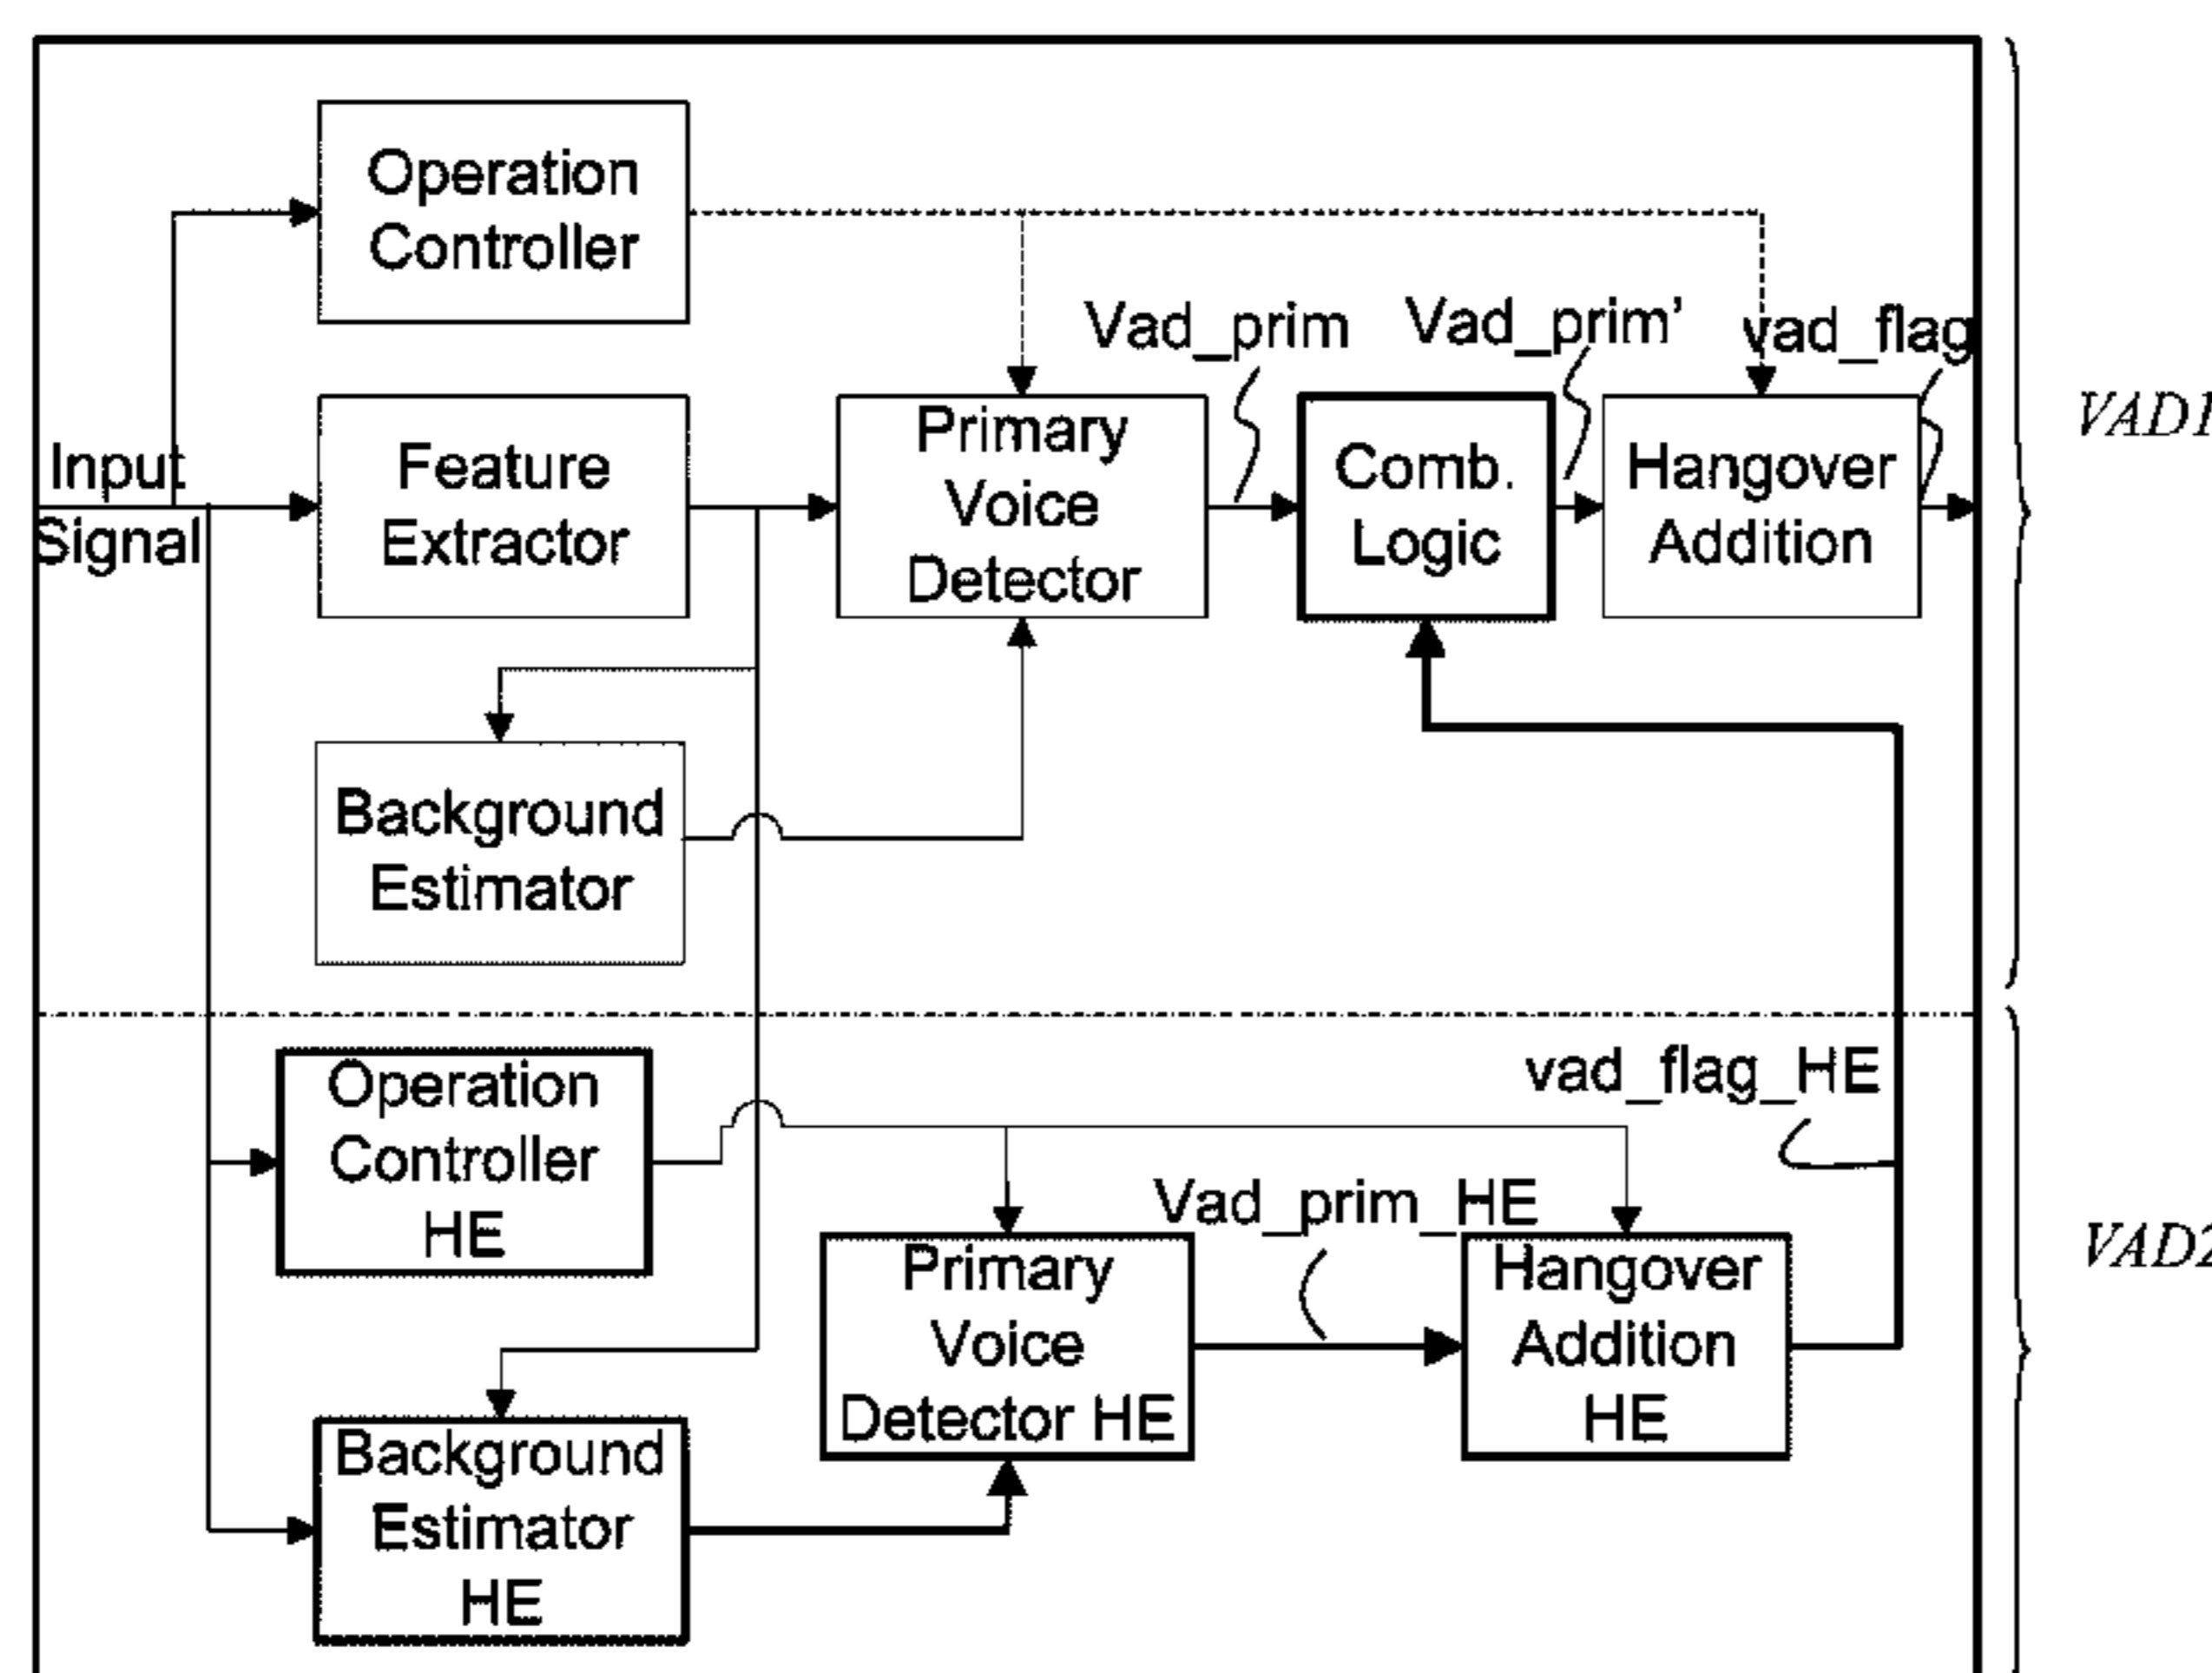 Operation
Controller
Vad_prim
Vad_prim’
vad_flag
VAD1
Input
Signal
Feature
Extractor
Primary
Voice
Detector
Comb.
Logic
Hangover
Addition
Background
Estimator
Operation
Controller
HE
vad_flag_HE
Vad_prim_HE
VAD2
Primary
Voice
Detector HE
Hangover
Addition
HE
Background
Estimator
HE